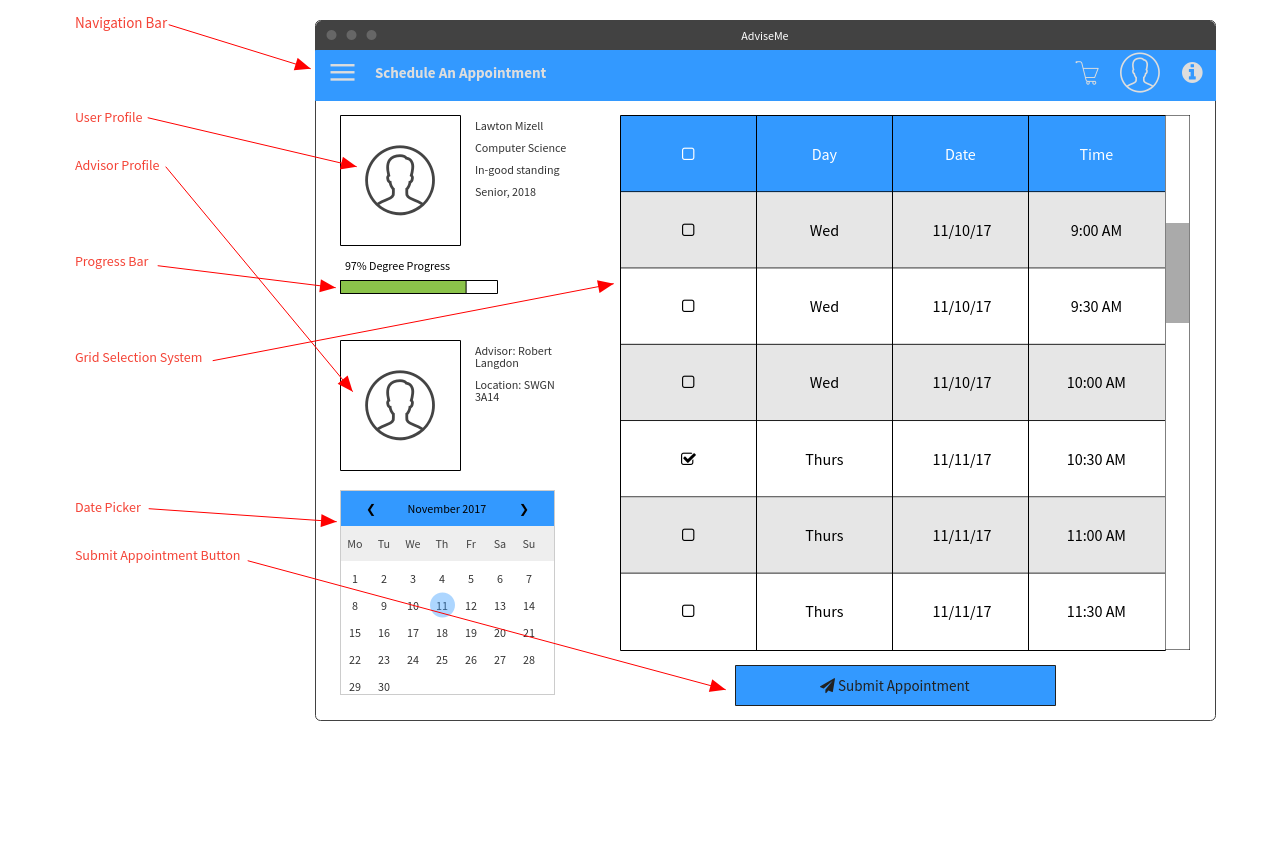 Navigation Bar
AdviseMe
Schedule An Appointment
User Profile
Advisor Profile
Progress Bar
Grid Selection System
Date Picker
Submit Appointment Button
Lawton Mizell
Computer Science
In-good standing
Senior, 2018
97% Degree Progress
Advisor: Robert
Langdon
Location: SWGN
3A14
November 2017
Mo Tu We Th Fr Sa Su
1 2 3 4 5 6 7
8 9 10 11 12 13 14
15 16 17 18 19 20 21
22 23 24 25 26 27 28
29 30
Day Date Time
Wed 11/10/17 9:00 AM
Wed 11/10/17 9:30 AM
Wed 11/10/17 10:00 AM
Thurs 11/11/17 10:30 AM
Thurs 11/11/17 11:00 AM
Thurs 11/11/17 11:30 AM
Submit Appointment